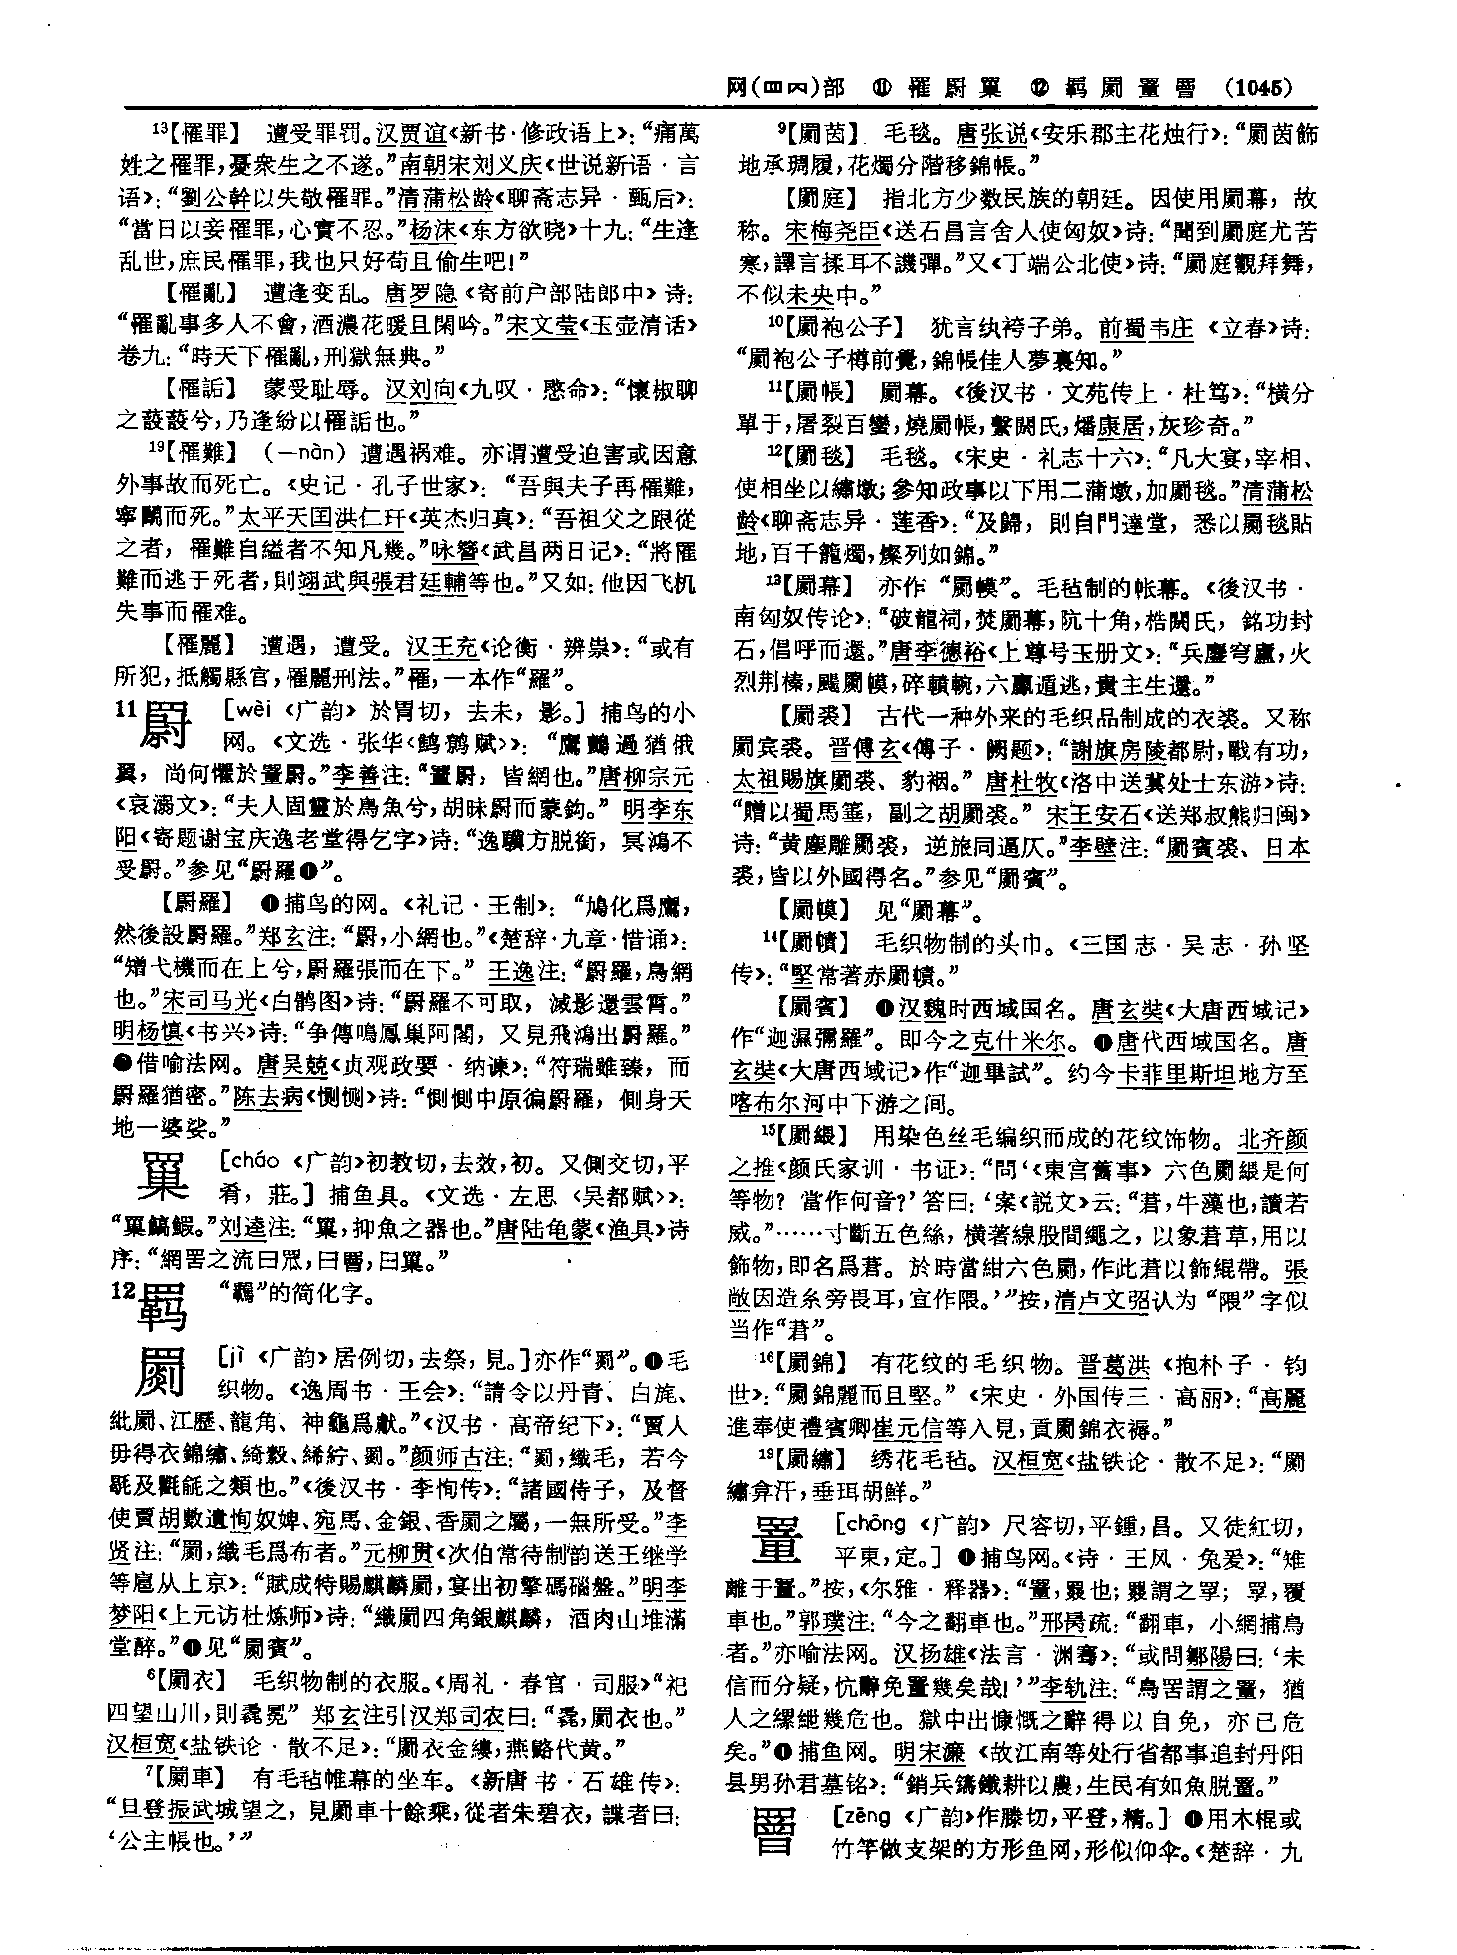 网(罒⺳)部 ⑪ 罹罻罺 ⑫ 羁罽罿罾 (1045)
¹³【罹罪】 遭受罪罚。汉贾谊《新书·修政语上》：“痛萬
姓之罹罪，憂衆生之不遂。”南朝宋刘义庆《世说新语·言
语》：“劉公幹以失敬罹罪。”清蒲松龄《聊斋志异·甄后》：
“當日以妾罹罪，心實不忍。”杨沫《东方欲晓》十九：“生逢
乱世，庶民罹罪，我也只好苟且偷生吧！”
【罹亂】 遭逢变乱。唐罗隐《寄前户部陆郎中》诗：
“罹亂事多人不會，酒濃花暖且閑吟。”宋文莹《玉壶清话》
卷九：“時天下罹亂，刑獄無典。”
【罹詬】 蒙受耻辱。汉刘向《九叹·愍命》：“懷椒聊
之蔎蔎兮，乃逢紛以罹詬也。”
¹⁹【罹難】 (—nàn) 遭遇祸难。亦谓遭受迫害或因意
外事故而死亡。《史记·孔子世家》：“吾與夫子再罹難，
寧鬭而死。”太平天囯洪仁玕《英杰归真》：“吾祖父之跟從
之者，罹難自縊者不知凡幾。”咏簪《武昌两日记》：“將罹
難而逃于死者，則翊武與張君廷輔等也。”又如：他因飞机
失事而罹难。
【罹麗】 遭遇，遭受。汉王充《论衡·辨祟》：“或有
所犯，抵觸縣官，罹麗刑法。”罹，一本作“羅”。
11 罻 [wèi 《广韵》於胃切，去未，影。] 捕鸟的小
网。《文选·张华〈鹪鹩赋〉》：“鷹鸇過猶俄
翼，尚何懼於罿罻。”李善注：“罿罻，皆網也。”唐柳宗元
《哀溺文》：“夫人固靈於鳥魚兮，胡昧罻而蒙鉤。”明李东
阳《寄题谢宝庆逸老堂得乞字》诗：“逸驥方脱銜，冥鴻不
受罻。”参见“罻羅❶”。
【罻羅】 ❶捕鸟的网。《礼记·王制》：“鳩化爲鷹，
然後設罻羅。”郑玄注：“罻，小網也。”《楚辞·九章·惜诵》：
“矰弋機而在上兮，罻羅張而在下。”王逸注：“罻羅，鳥網
也。”宋司马光《白鹘图》诗：“罻羅不可取，滅影還雲霄。”
明杨慎《书兴》诗：“争傳鳴鳳巢阿閣，又見飛鴻出罻羅。”
❷借喻法网。唐吴兢《贞观政要·纳谏》：“符瑞雖臻，而
罻羅猶密。”陈去病《恻恻》诗：“惻惻中原徧罻羅，側身天
地一婆娑。”
罺 [cháo 《广韵》初教切，去效，初。又側交切，平
肴，莊。] 捕鱼具。《文选·左思〈吴都赋〉》：
“罺鰝鰕。”刘逵注：“罺，抑魚之器也。”唐陆龟蒙《渔具》诗
序：“網罟之流曰罛，曰罾，曰罺。”
12 羁 “羈”的简化字。
罽 [jì 《广韵》居例切，去祭，見。]亦作“𦋺”。❶毛
织物。《逸周书·王会》：“請令以丹青、白旄、
紕罽、江歷、龍角、神龜爲獻。”《汉书·高帝纪下》：“賈人
毋得衣錦繡、綺縠、絺紵、𦋺。”颜师古注：“𦋺，織毛，若今
毼及氍毹之類也。”《後汉书·李恂传》：“諸國侍子，及督
使賈胡數遺恂奴婢、宛馬、金銀、香罽之屬，一無所受。”李
贤注：“罽，織毛爲布者。”元柳贯《次伯常待制韵送王继学
等扈从上京》：“賦成特賜麒麟罽，宴出初擎碼磂盤。”明李
梦阳《上元访杜炼师》诗：“織罽四角銀麒麟，酒肉山堆滿
堂醉。”❷见“罽賓”。
⁶【罽衣】 毛织物制的衣服。《周礼·春官·司服》“祀
四望山川，則毳冕”郑玄注引汉郑司农曰：“毳，罽衣也。”
汉桓宽《盐铁论·散不足》：“罽衣金縷，燕䶂代黄。”
⁷【罽車】 有毛毡帷幕的坐车。《新唐书·石雄传》：
“旦登振武城望之，見罽車十餘乘，從者朱碧衣，諜者曰：
‘公主帳也。’”
⁹【罽茵】 毛毯。唐张说《安乐郡主花烛行》：“罽茵飾
地承琱履，花燭分階移錦帳。”
【罽庭】 指北方少数民族的朝廷。因使用罽幕，故
称。宋梅尧臣《送石昌言舍人使匈奴》诗：“聞到罽庭尤苦
寒，譯言揉耳不譏彈。”又《丁端公北使》诗：“罽庭觀拜舞，
不似未央中。”
¹⁰【罽袍公子】 犹言纨袴子弟。前蜀韦庄《立春》诗：
“罽袍公子樽前覺，錦帳佳人夢裏知。”
¹¹【罽帳】 罽幕。《後汉书·文苑传上·杜笃》：“横分
單于，屠裂百蠻，燒罽帳，繫閼氏，燔康居，灰珍奇。”
¹²【罽毯】 毛毯。《宋史·礼志十六》：“凡大宴，宰相、
使相坐以繡墩；參知政事以下用二蒲墩，加罽毯。”清蒲松
龄《聊斋志异·莲香》：“及歸，則自門達堂，悉以罽毯貼
地，百千籠燭，燦列如錦。”
¹³【罽幕】 亦作“罽幙”。毛毡制的帐幕。《後汉书·
南匈奴传论》：“破龍祠，焚罽幕，阬十角，梏閼氏，銘功封
石，倡呼而還。”唐李德裕《上尊号玉册文》：“兵鏖穹廬，火
烈荆榛，颮罽幙，碎轒輓，六驘遁逃，貴主生還。”
【罽裘】 古代一种外来的毛织品制成的衣裘。又称
罽宾裘。晋傅玄《傅子·阙题》：“謝旗房陵都尉，戰有功，
太祖賜旗罽裘、豹裀。”唐杜牧《洛中送冀处士东游》诗：
“贈以蜀馬箠，副之胡罽裘。”宋王安石《送郑叔熊归闽》
诗：“黄塵雕罽裘，逆旅同逼仄。”李壁注：“罽賓裘、日本
裘，皆以外國得名。”参见“罽賓”。
【罽幙】 见“罽幕”。
¹⁴【罽幘】 毛织物制的头巾。《三国志·吴志·孙坚
传》：“堅常著赤罽幘。”
【罽賓】 ❶汉魏时西域国名。唐玄奘《大唐西域记》
作“迦濕彌羅”。即今之克什米尔。❷唐代西域国名。唐
玄奘《大唐西域记》作“迦畢試”。约今卡菲里斯坦地方至
喀布尔河中下游之间。
¹⁵【罽緦】 用染色丝毛编织而成的花纹饰物。北齐颜
之推《颜氏家训·书证》：“問‘《東宫舊事》六色罽緦是何
等物？當作何音？’答曰：‘案《説文》云：“莙，牛藻也，讀若
威。”……寸斷五色絲，横著線股間繩之，以象莙草，用以
飾物，即名爲莙。於時當紺六色罽，作此莙以飾緄帶。張
敞因造糸旁畏耳，宜作隈。’”按，清卢文弨认为“隈”字似
当作“莙”。
¹⁶【罽錦】 有花纹的毛织物。晋葛洪《抱朴子·钧
世》：“罽錦麗而且堅。”《宋史·外国传三·高丽》：“高麗
進奉使禮賓卿崔元信等入見，貢罽錦衣褥。”
¹⁹【罽繡】 绣花毛毡。汉桓宽《盐铁论·散不足》：“罽
繡弇汗，垂珥胡鮮。”
罿 [chōng 《广韵》尺容切，平鍾，昌。又徒紅切，
平東，定。] ❶捕鸟网。《诗·王风·兔爰》：“雉
離于罿。”按，《尔雅·释器》：“罿，罬也；罬謂之罦；罦，覆
車也。”郭璞注：“今之翻車也。”邢昺疏：“翻車，小網捕鳥
者。”亦喻法网。汉扬雄《法言·渊骞》：“或問鄒陽曰：‘未
信而分疑，忼辭免罿幾矣哉！’”李轨注：“鳥罟謂之罿，猶
人之縲紲幾危也。獄中出慷慨之辭得以自免，亦已危
矣。”❷捕鱼网。明宋濂《故江南等处行省都事追封丹阳
县男孙君墓铭》：“銷兵鑄鐵耕以農，生民有如魚脱罿。”
罾 [zēng 《广韵》作滕切，平登，精。] ❶用木棍或
竹竿做支架的方形鱼网，形似仰伞。《楚辞·九